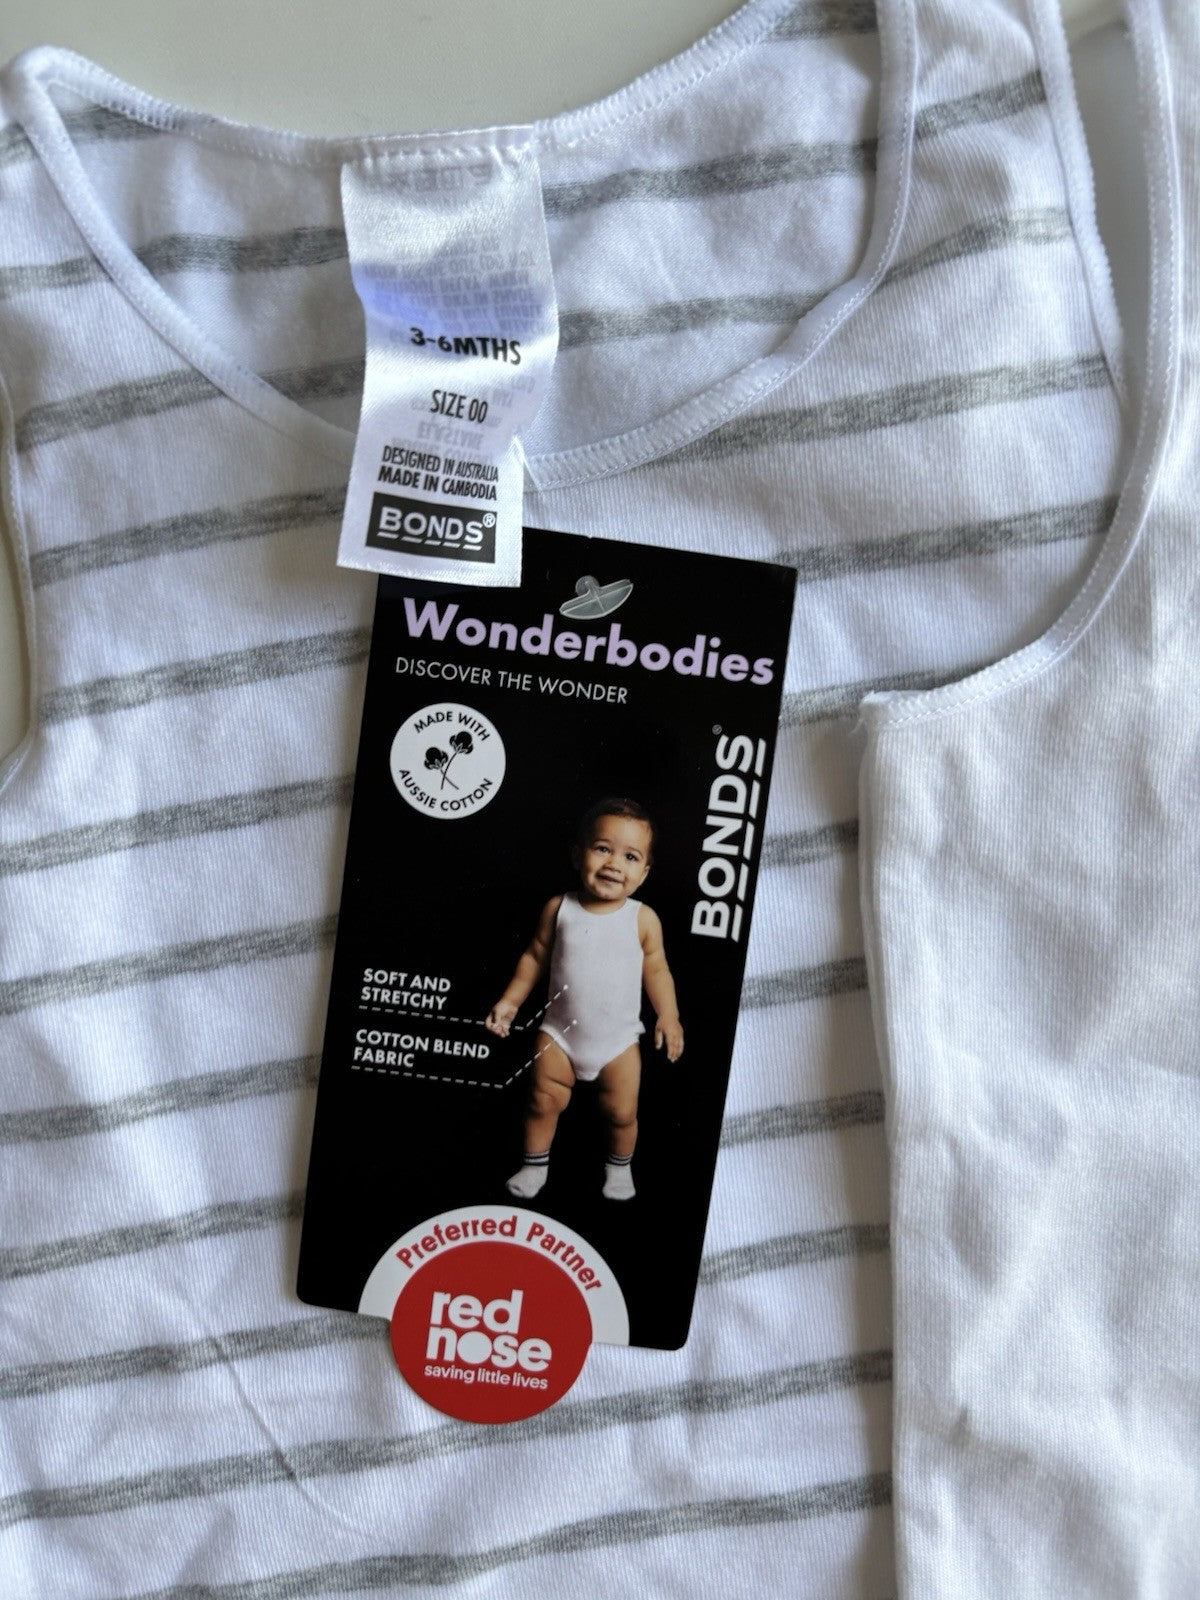 3-6MTHS
SIZE 00
ELASTANE
DESIGNED IN AUSTRALIA
MADE IN CAMBODIA
BONDS®
Wonderbodies
DISCOVER THE WONDER
MADE WITH
AUSSIE COTTON
BONDS®
SOFT AND
STRETCHY
COTTON BLEND
FABRIC
Preferred Partner
red
nose
saving little lives